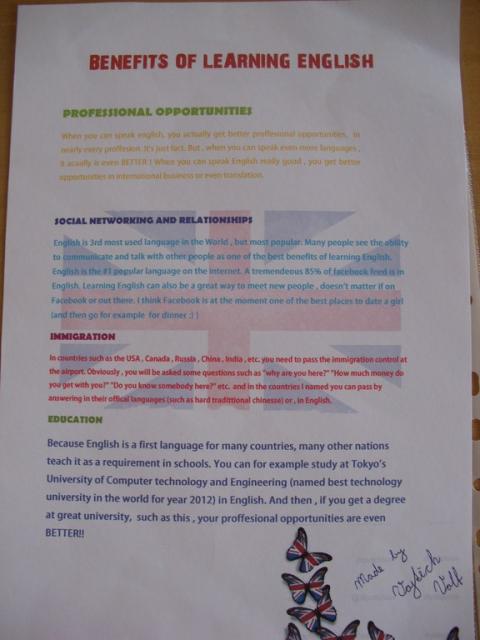 BENEFITS OF LEARNING ENGLISH
PROFESSIONAL OPPORTUNITIES
When you can speak english, you actually get better proffesional opportunities, in
nearly every proffesion. It's just fact. But , when you can speak even more languages ,
it acaully is even BETTER ! When you can speak English really good , you get better
opportunities in international business or even translation.
SOCIAL NETWORKING AND RELATIONSHIPS
English is 3rd most used language in the World , but most popular. Many people see the ability
to communicate and talk with other people as one of the best benefits of learning English.
English is the #1 popular language on the internet. A tremendeous 85% of facebook feed is in
English. Learning English can also be a great way to meet new people , doesn't matter if on
Facebook or out there. I think Facebook is at the moment one of the best places to date a girl
(and then go for example for dinner :) )
IMMIGRATION
In countries such as the USA , Canada , Russia , China , India , etc. you need to pass the immigration control at
the airport. Obviously , you will be asked some questions such as "why are you here?" "How much money do
you get with you?" "Do you know somebody here?" etc. and in the countries I named you can pass by
answering in their offical languages (such as hard tradittional chinesse) or , in English.
EDUCATION
Because English is a first language for many countries, many other nations
teach it as a requirement in schools. You can for example study at Tokyo's
University of Computer technology and Engineering (named best technology
university in the world for year 2012) in English. And then , if you get a degree
at great university, such as this , your proffesional opportunities are even
BETTER!!
Made by
Vojtěch
Volf